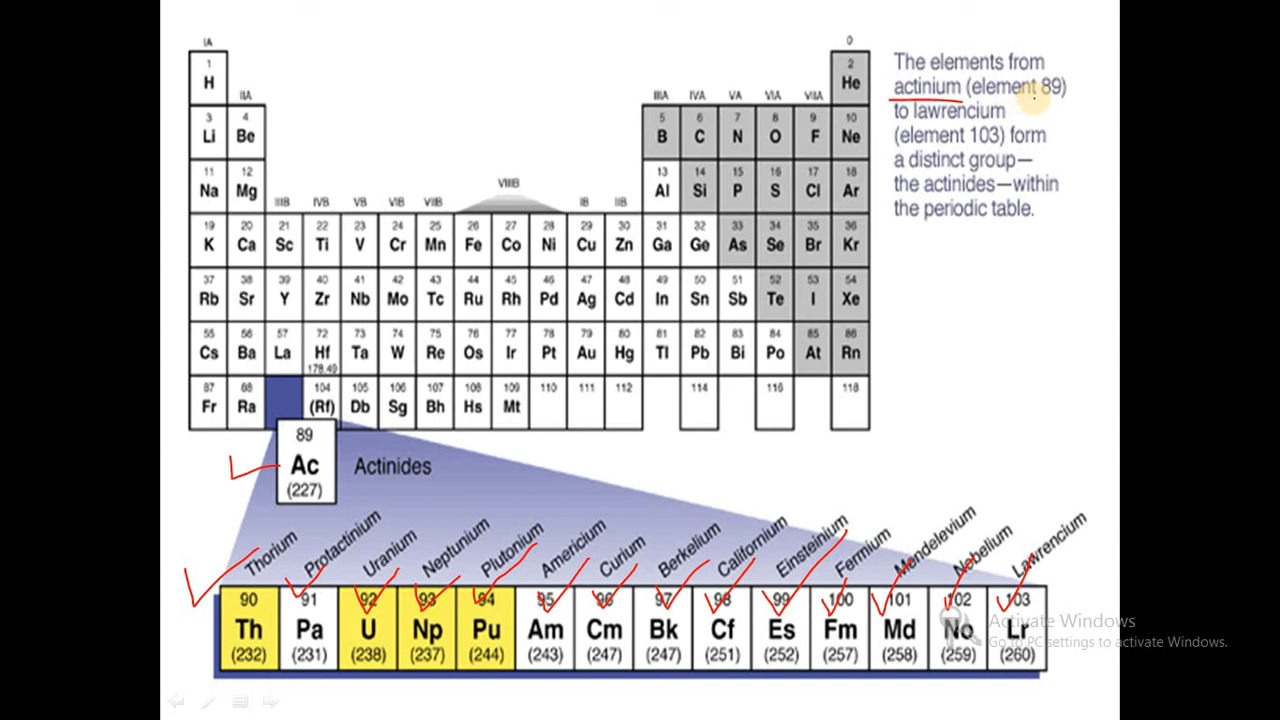 IA
0
1
2
H
He
IIA
IIIA IVA VA VIA VIIA
3 4 5 6 7 8 9 10
Li Be B C N O F Ne
11 12 13 14 15 16 17 18
Na Mg Al Si P S Cl Ar
VIIIB
IIIB IVB VB VIB VIIB IB IIB
19 20 21 22 23 24 25 26 27 28 29 30 31 32 33 34 35 36
K Ca Sc Ti V Cr Mn Fe Co Ni Cu Zn Ga Ge As Se Br Kr
37 38 39 40 41 42 43 44 45 46 47 48 49 50 51 52 53 54
Rb Sr Y Zr Nb Mo Tc Ru Rh Pd Ag Cd In Sn Sb Te I Xe
55 56 57 72 73 74 75 76 77 78 79 80 81 82 83 84 85 86
Cs Ba La Hf Ta W Re Os Ir Pt Au Hg Tl Pb Bi Po At Rn
178.49
87 88 104 105 106 107 108 109 110 111 112 114 116 118
Fr Ra (Rf) Db Sg Bh Hs Mt
The elements from
actinium (element 89)
to lawrencium
(element 103) form
a distinct group—
the actinides—within
the periodic table.
89
Ac
(227)
Actinides
Thorium Protactinium Uranium Neptunium Plutonium Americium Curium Berkelium Californium Einsteinium Fermium Mendelevium Nobelium Lawrencium
90 91 92 93 94 95 96 97 98 99 100 101 102 103
Th Pa U Np Pu Am Cm Bk Cf Es Fm Md No Lr
(232) (231) (238) (237) (244) (243) (247) (247) (251) (252) (257) (258) (259) (260)
Activate Windows
Go to PC settings to activate Windows.